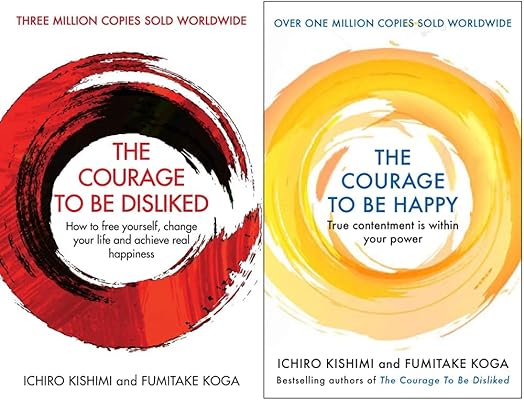 THREE MILLION COPIES SOLD WORLDWIDE
THE
COURAGE
TO BE DISLIKED
How to free yourself, change
your life and achieve real
happiness
ICHIRO KISHIMI and FUMITAKE KOGA
OVER ONE MILLION COPIES SOLD WORLDWIDE
THE
COURAGE
TO BE HAPPY
True contentment is within
your power
ICHIRO KISHIMI and FUMITAKE KOGA
Bestselling authors of The Courage To Be Disliked